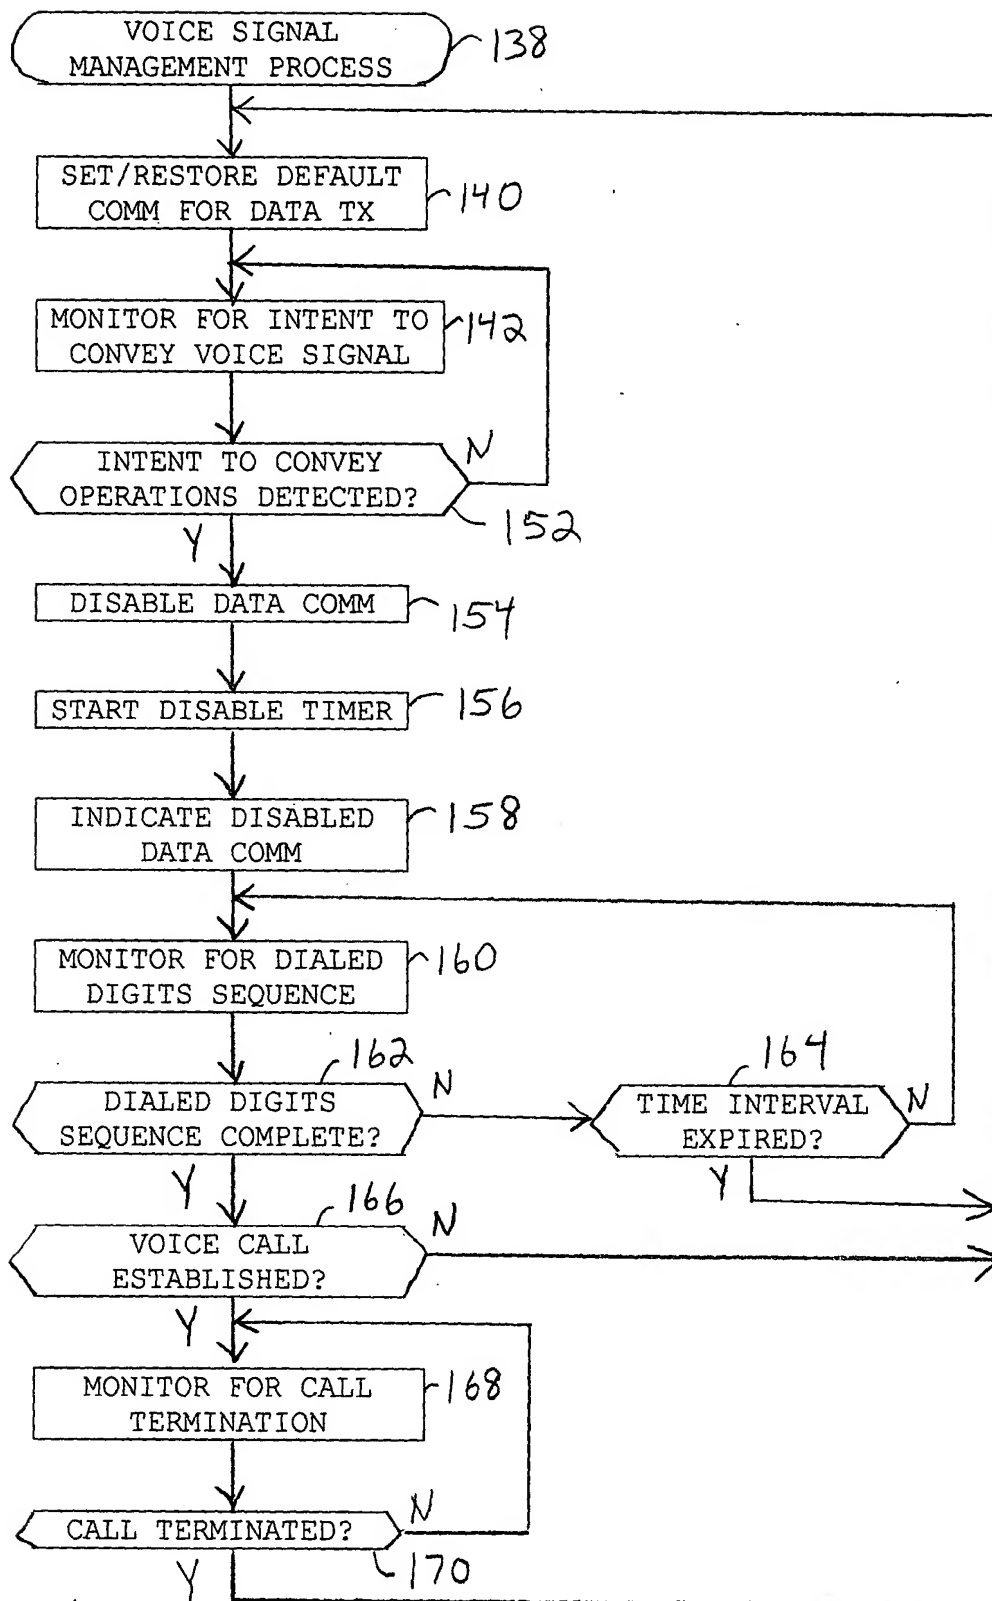 VOICE SIGNAL
MANAGEMENT PROCESS
138
SET/RESTORE DEFAULT
COMM FOR DATA TX
140
MONITOR FOR INTENT TO
CONVEY VOICE SIGNAL
142
INTENT TO CONVEY
OPERATIONS DETECTED?
N
152
Y
DISABLE DATA COMM
154
START DISABLE TIMER
156
INDICATE DISABLED
DATA COMM
158
MONITOR FOR DIALED
DIGITS SEQUENCE
160
162
DIALED DIGITS
SEQUENCE COMPLETE?
N
164
TIME INTERVAL
EXPIRED?
N
Y
Y
166
VOICE CALL
ESTABLISHED?
N
Y
MONITOR FOR CALL
TERMINATION
168
CALL TERMINATED?
N
170
Y